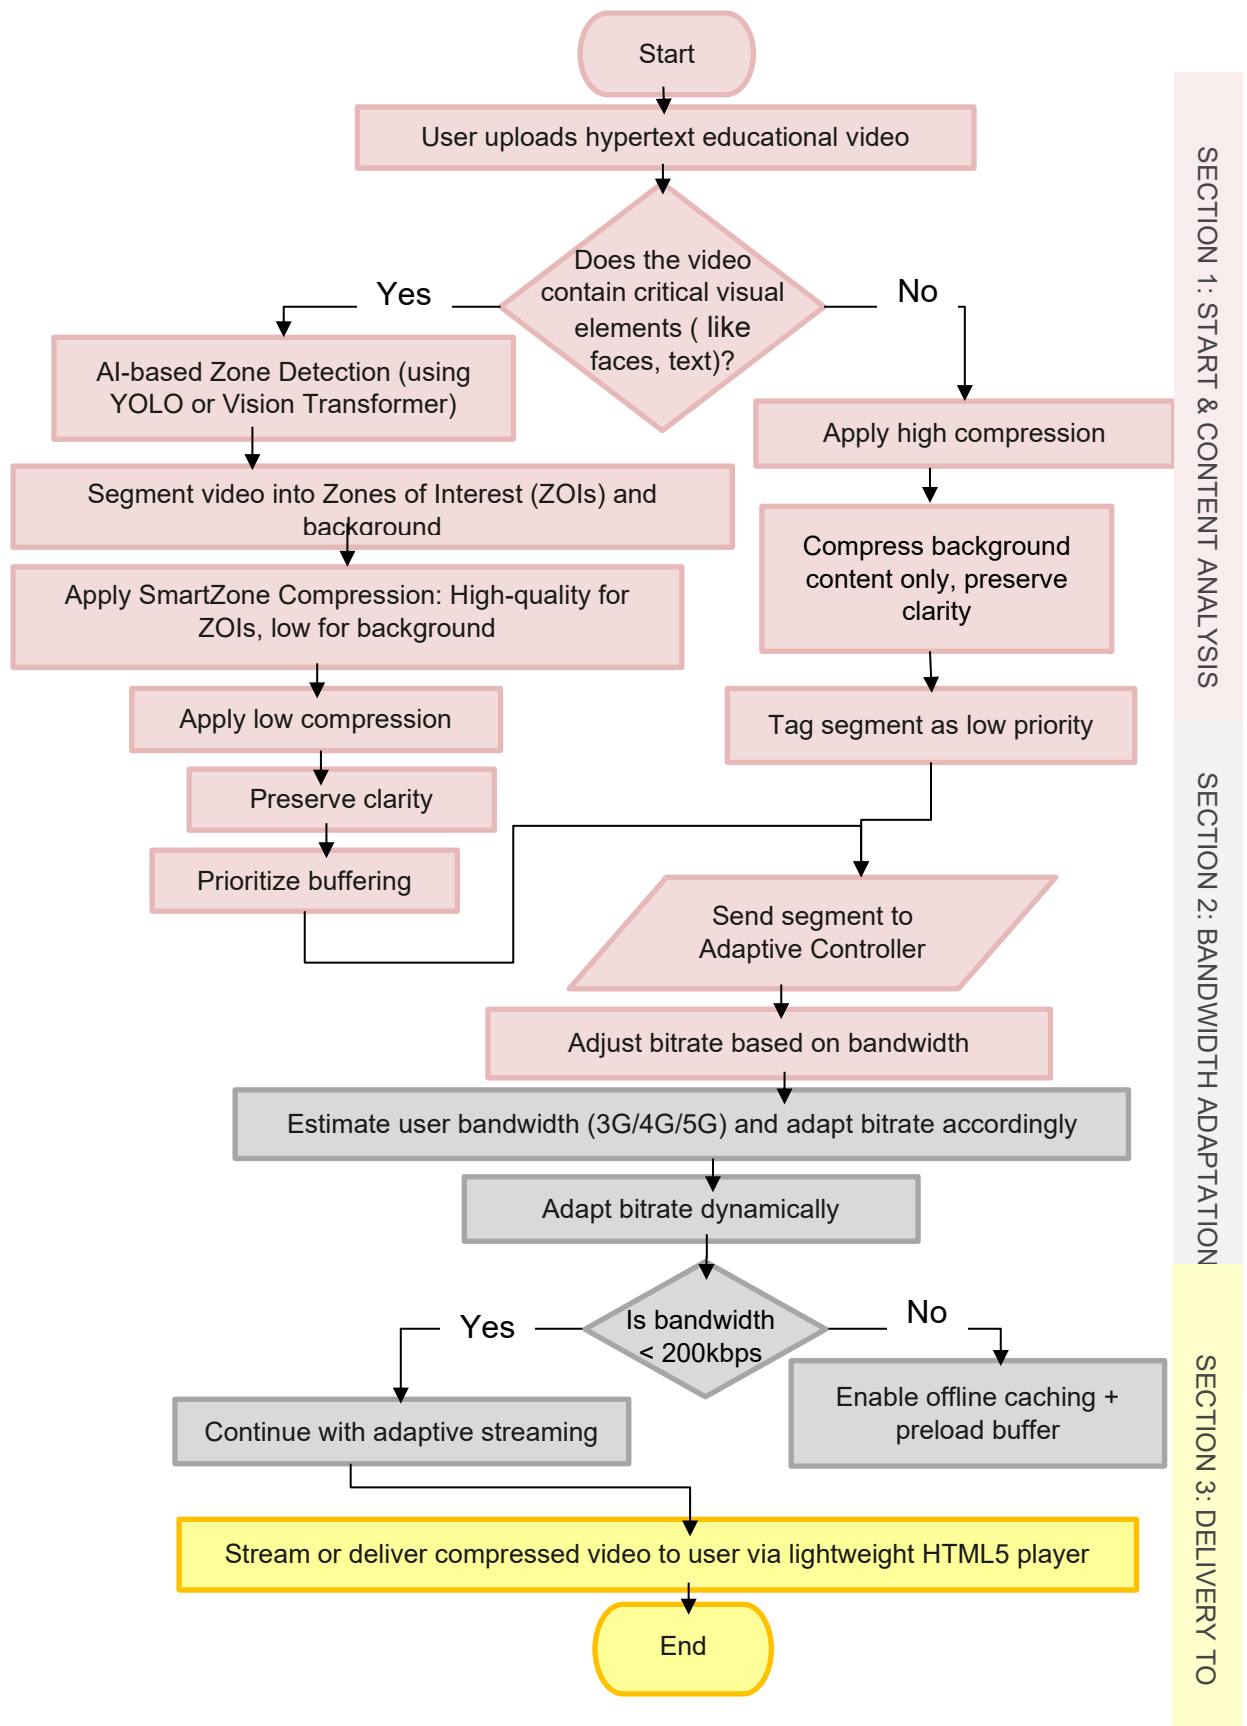 Start
User uploads hypertext educational video
Does the video
contain critical visual
elements ( like
faces, text)?
Yes
No
AI-based Zone Detection (using
YOLO or Vision Transformer)
Segment video into Zones of Interest (ZOIs) and
background
Apply SmartZone Compression: High-quality for
ZOIs, low for background
Apply low compression
Preserve clarity
Prioritize buffering
Apply high compression
Compress background
content only, preserve
clarity
Tag segment as low priority
Send segment to
Adaptive Controller
Adjust bitrate based on bandwidth
Estimate user bandwidth (3G/4G/5G) and adapt bitrate accordingly
Adapt bitrate dynamically
Is bandwidth
< 200kbps
Yes
No
Continue with adaptive streaming
Enable offline caching +
preload buffer
Stream or deliver compressed video to user via lightweight HTML5 player
End
SECTION 1: START & CONTENT ANALYSIS
SECTION 2: BANDWIDTH ADAPTATION
SECTION 3: DELIVERY TO